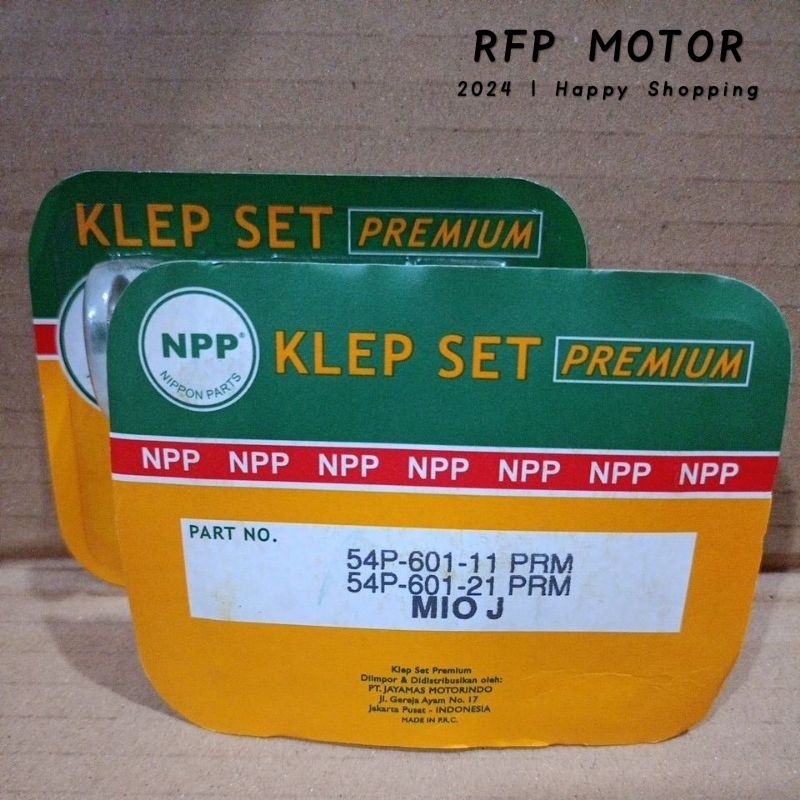 RFP MOTOR
2024 | Happy Shopping
KLEP SET PREMIUM
NPP® KLEP SET PREMIUM
NIPPON PARTS
NPP NPP NPP NPP NPP NPP NPP
PART NO.
54P-601-11 PRM
54P-601-21 PRM
MIO J
Klep Set Premium
Diimpor & Didistribusikan oleh:
PT. JAYAMAS MOTORINDO
Jl. Gereja Ayam No. 17
Jakarta Pusat - INDONESIA
MADE IN P.R.C.